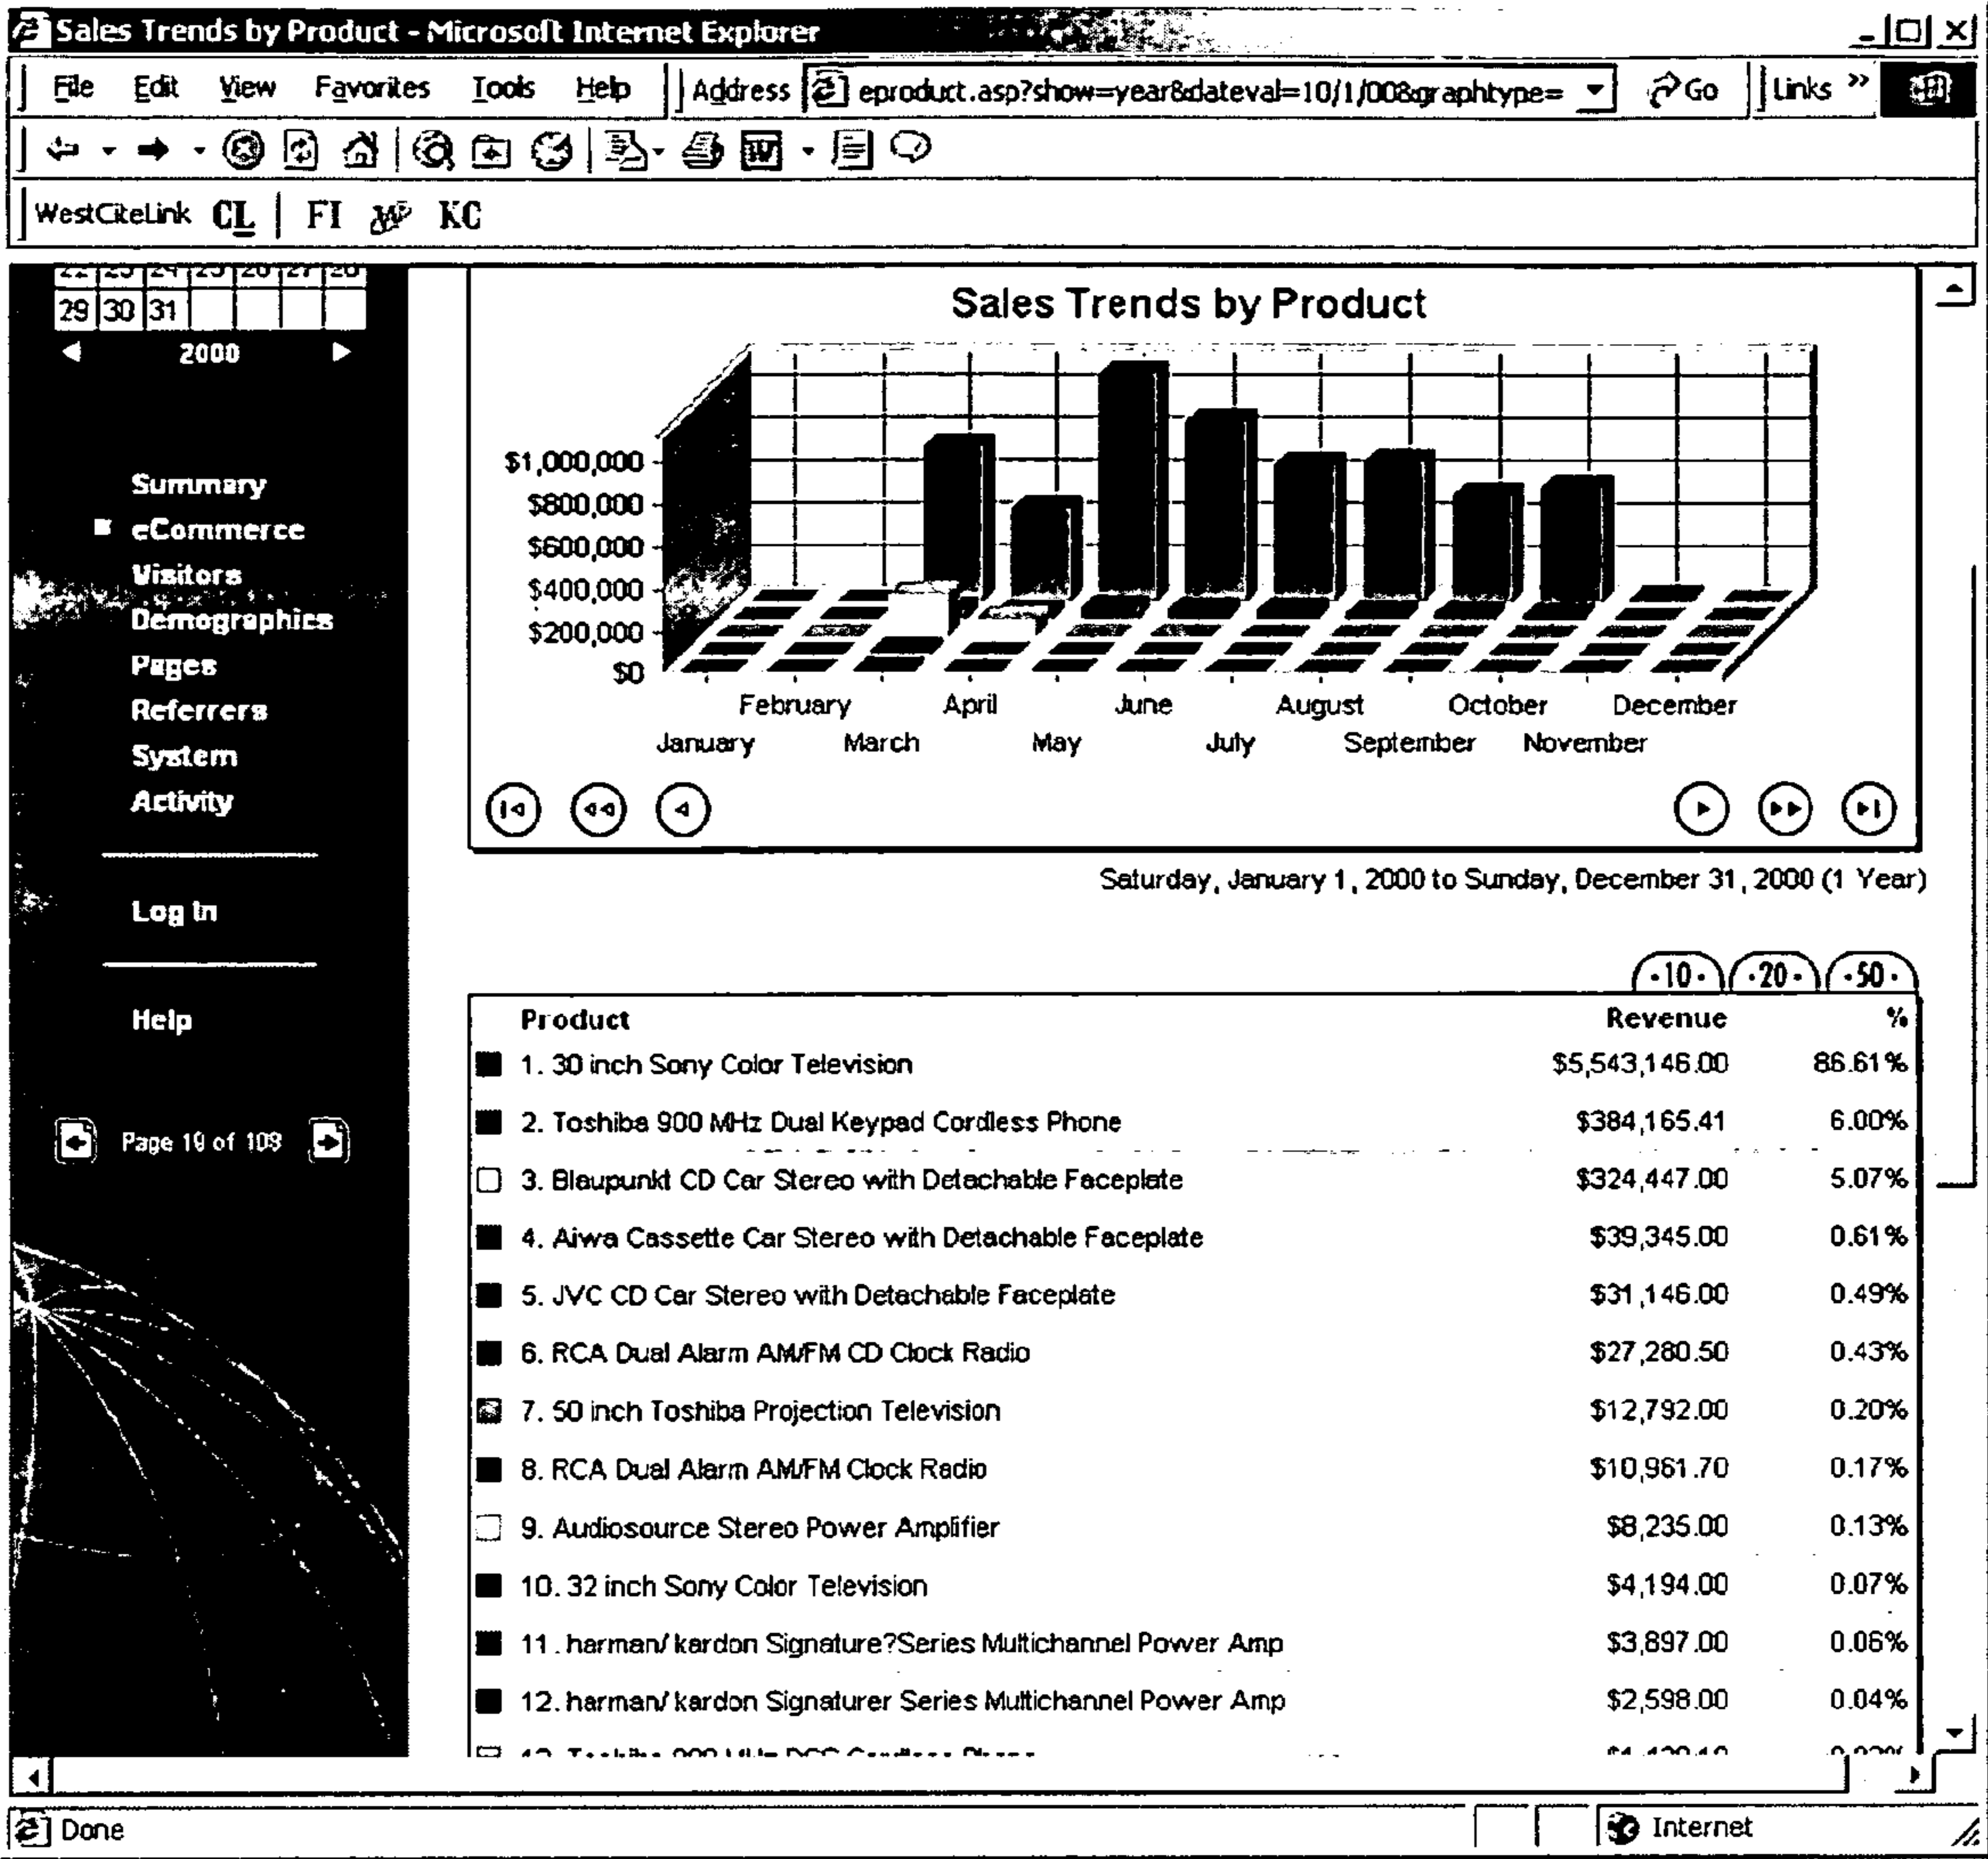 Sales Trends by Product - Microsoft Internet Explorer
File Edit View Favorites Tools Help Address eproduct.asp?show=year&dateval=10/1/00&graphtype= Go Links »
WestCiteLink CL FI KC
22 23 24 25 26 27 28
29 30 31
2000
Summary
eCommerce
Visitors
Demographics
Pages
Referrers
System
Activity
Log In
Help
Page 19 of 109
Sales Trends by Product
$1,000,000
$800,000
$600,000
$400,000
$200,000
$0
February April June August October December
January March May July September November
Saturday, January 1, 2000 to Sunday, December 31, 2000 (1 Year)
·10· ·20· ·50·
Product Revenue %
1. 30 inch Sony Color Television $5,543,146.00 86.61%
2. Toshiba 900 MHz Dual Keypad Cordless Phone $384,165.41 6.00%
3. Blaupunkt CD Car Stereo with Detachable Faceplate $324,447.00 5.07%
4. Aiwa Cassette Car Stereo with Detachable Faceplate $39,345.00 0.61%
5. JVC CD Car Stereo with Detachable Faceplate $31,146.00 0.49%
6. RCA Dual Alarm AM/FM CD Clock Radio $27,280.50 0.43%
7. 50 inch Toshiba Projection Television $12,792.00 0.20%
8. RCA Dual Alarm AM/FM Clock Radio $10,961.70 0.17%
9. Audiosource Stereo Power Amplifier $8,235.00 0.13%
10. 32 inch Sony Color Television $4,194.00 0.07%
11. harman/ kardon Signature?Series Multichannel Power Amp $3,897.00 0.06%
12. harman/ kardon Signaturer Series Multichannel Power Amp $2,598.00 0.04%
Done Internet